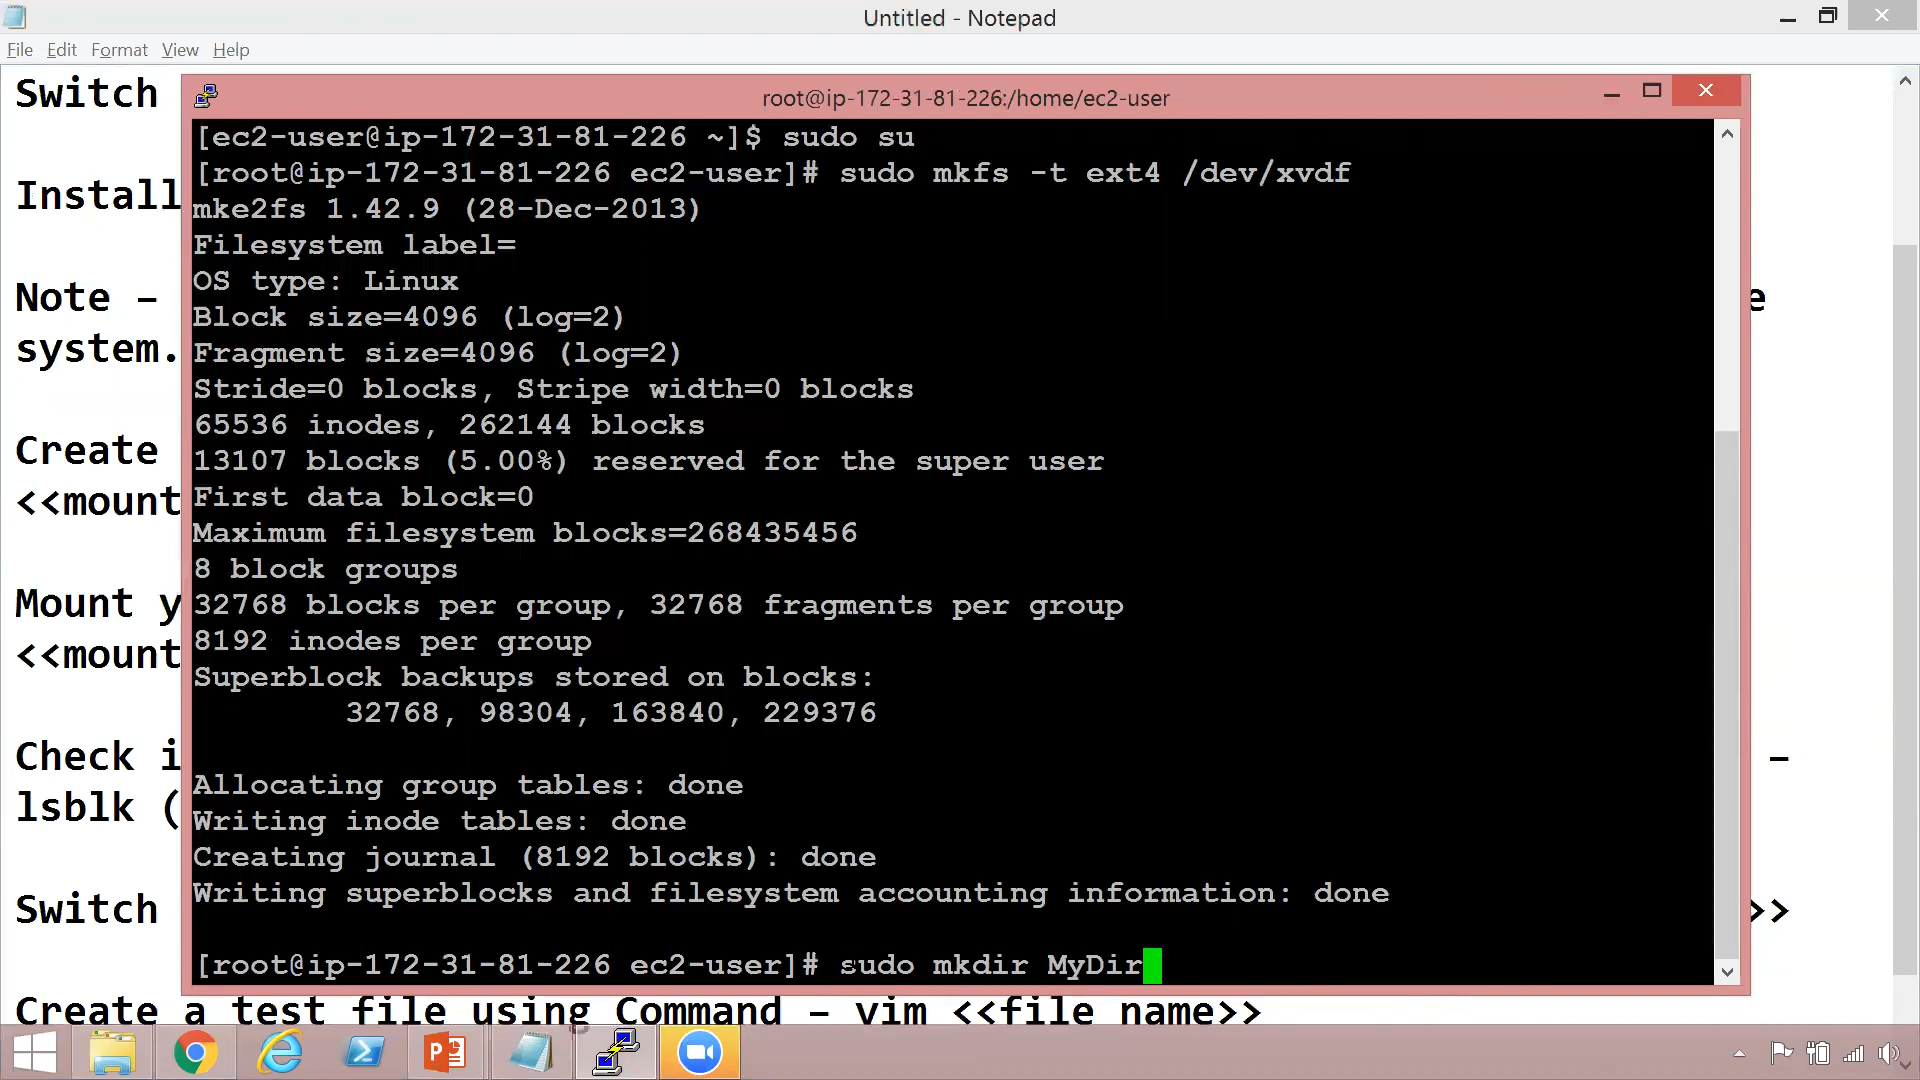 Untitled - Notepad
File Edit Format View Help
Switch
Install
Note –
e
system.
Create
<<mount
Mount y
<<mount
Check i
–
lsblk (
Switch
>>
Create a test file using Command – vim <<file name>>
root@ip-172-31-81-226:/home/ec2-user
[ec2-user@ip-172-31-81-226 ~]$ sudo su
[root@ip-172-31-81-226 ec2-user]# sudo mkfs -t ext4 /dev/xvdf
mke2fs 1.42.9 (28-Dec-2013)
Filesystem label=
OS type: Linux
Block size=4096 (log=2)
Fragment size=4096 (log=2)
Stride=0 blocks, Stripe width=0 blocks
65536 inodes, 262144 blocks
13107 blocks (5.00%) reserved for the super user
First data block=0
Maximum filesystem blocks=268435456
8 block groups
32768 blocks per group, 32768 fragments per group
8192 inodes per group
Superblock backups stored on blocks:
32768, 98304, 163840, 229376
Allocating group tables: done
Writing inode tables: done
Creating journal (8192 blocks): done
Writing superblocks and filesystem accounting information: done
[root@ip-172-31-81-226 ec2-user]# sudo mkdir MyDir